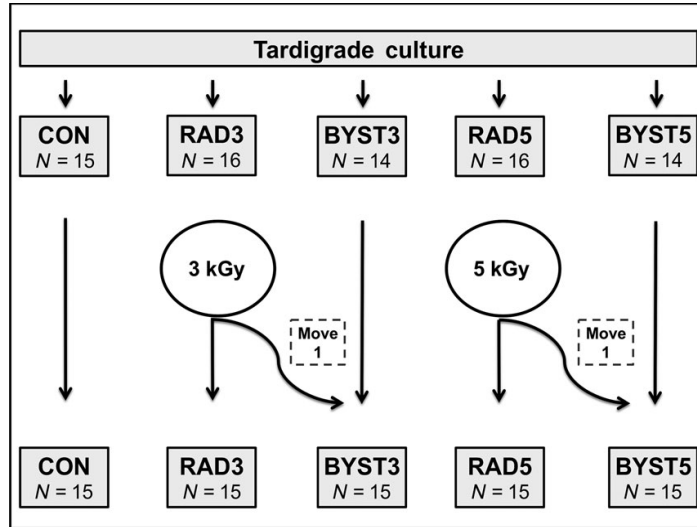 Tardigrade culture
CON RAD3 BYST3 RAD5 BYST5
N = 15 N = 16 N = 14 N = 16 N = 14
3 kGy 5 kGy
Move Move
1 1
CON RAD3 BYST3 RAD5 BYST5
N = 15 N = 15 N = 15 N = 15 N = 15